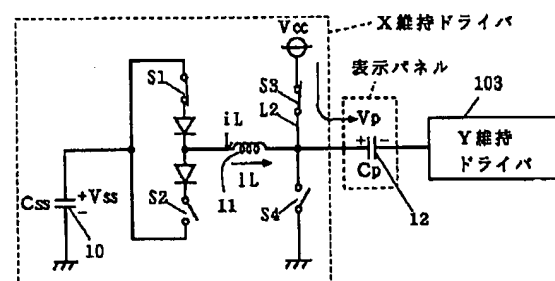 Vcc
X維持ドライバ
S1
S3
表示パネル
iL
L2
Vp
103
L
+ -
Y維持
ドライバ
Css
+Vss
-
S2
IL
S4
Cp
11
12
10